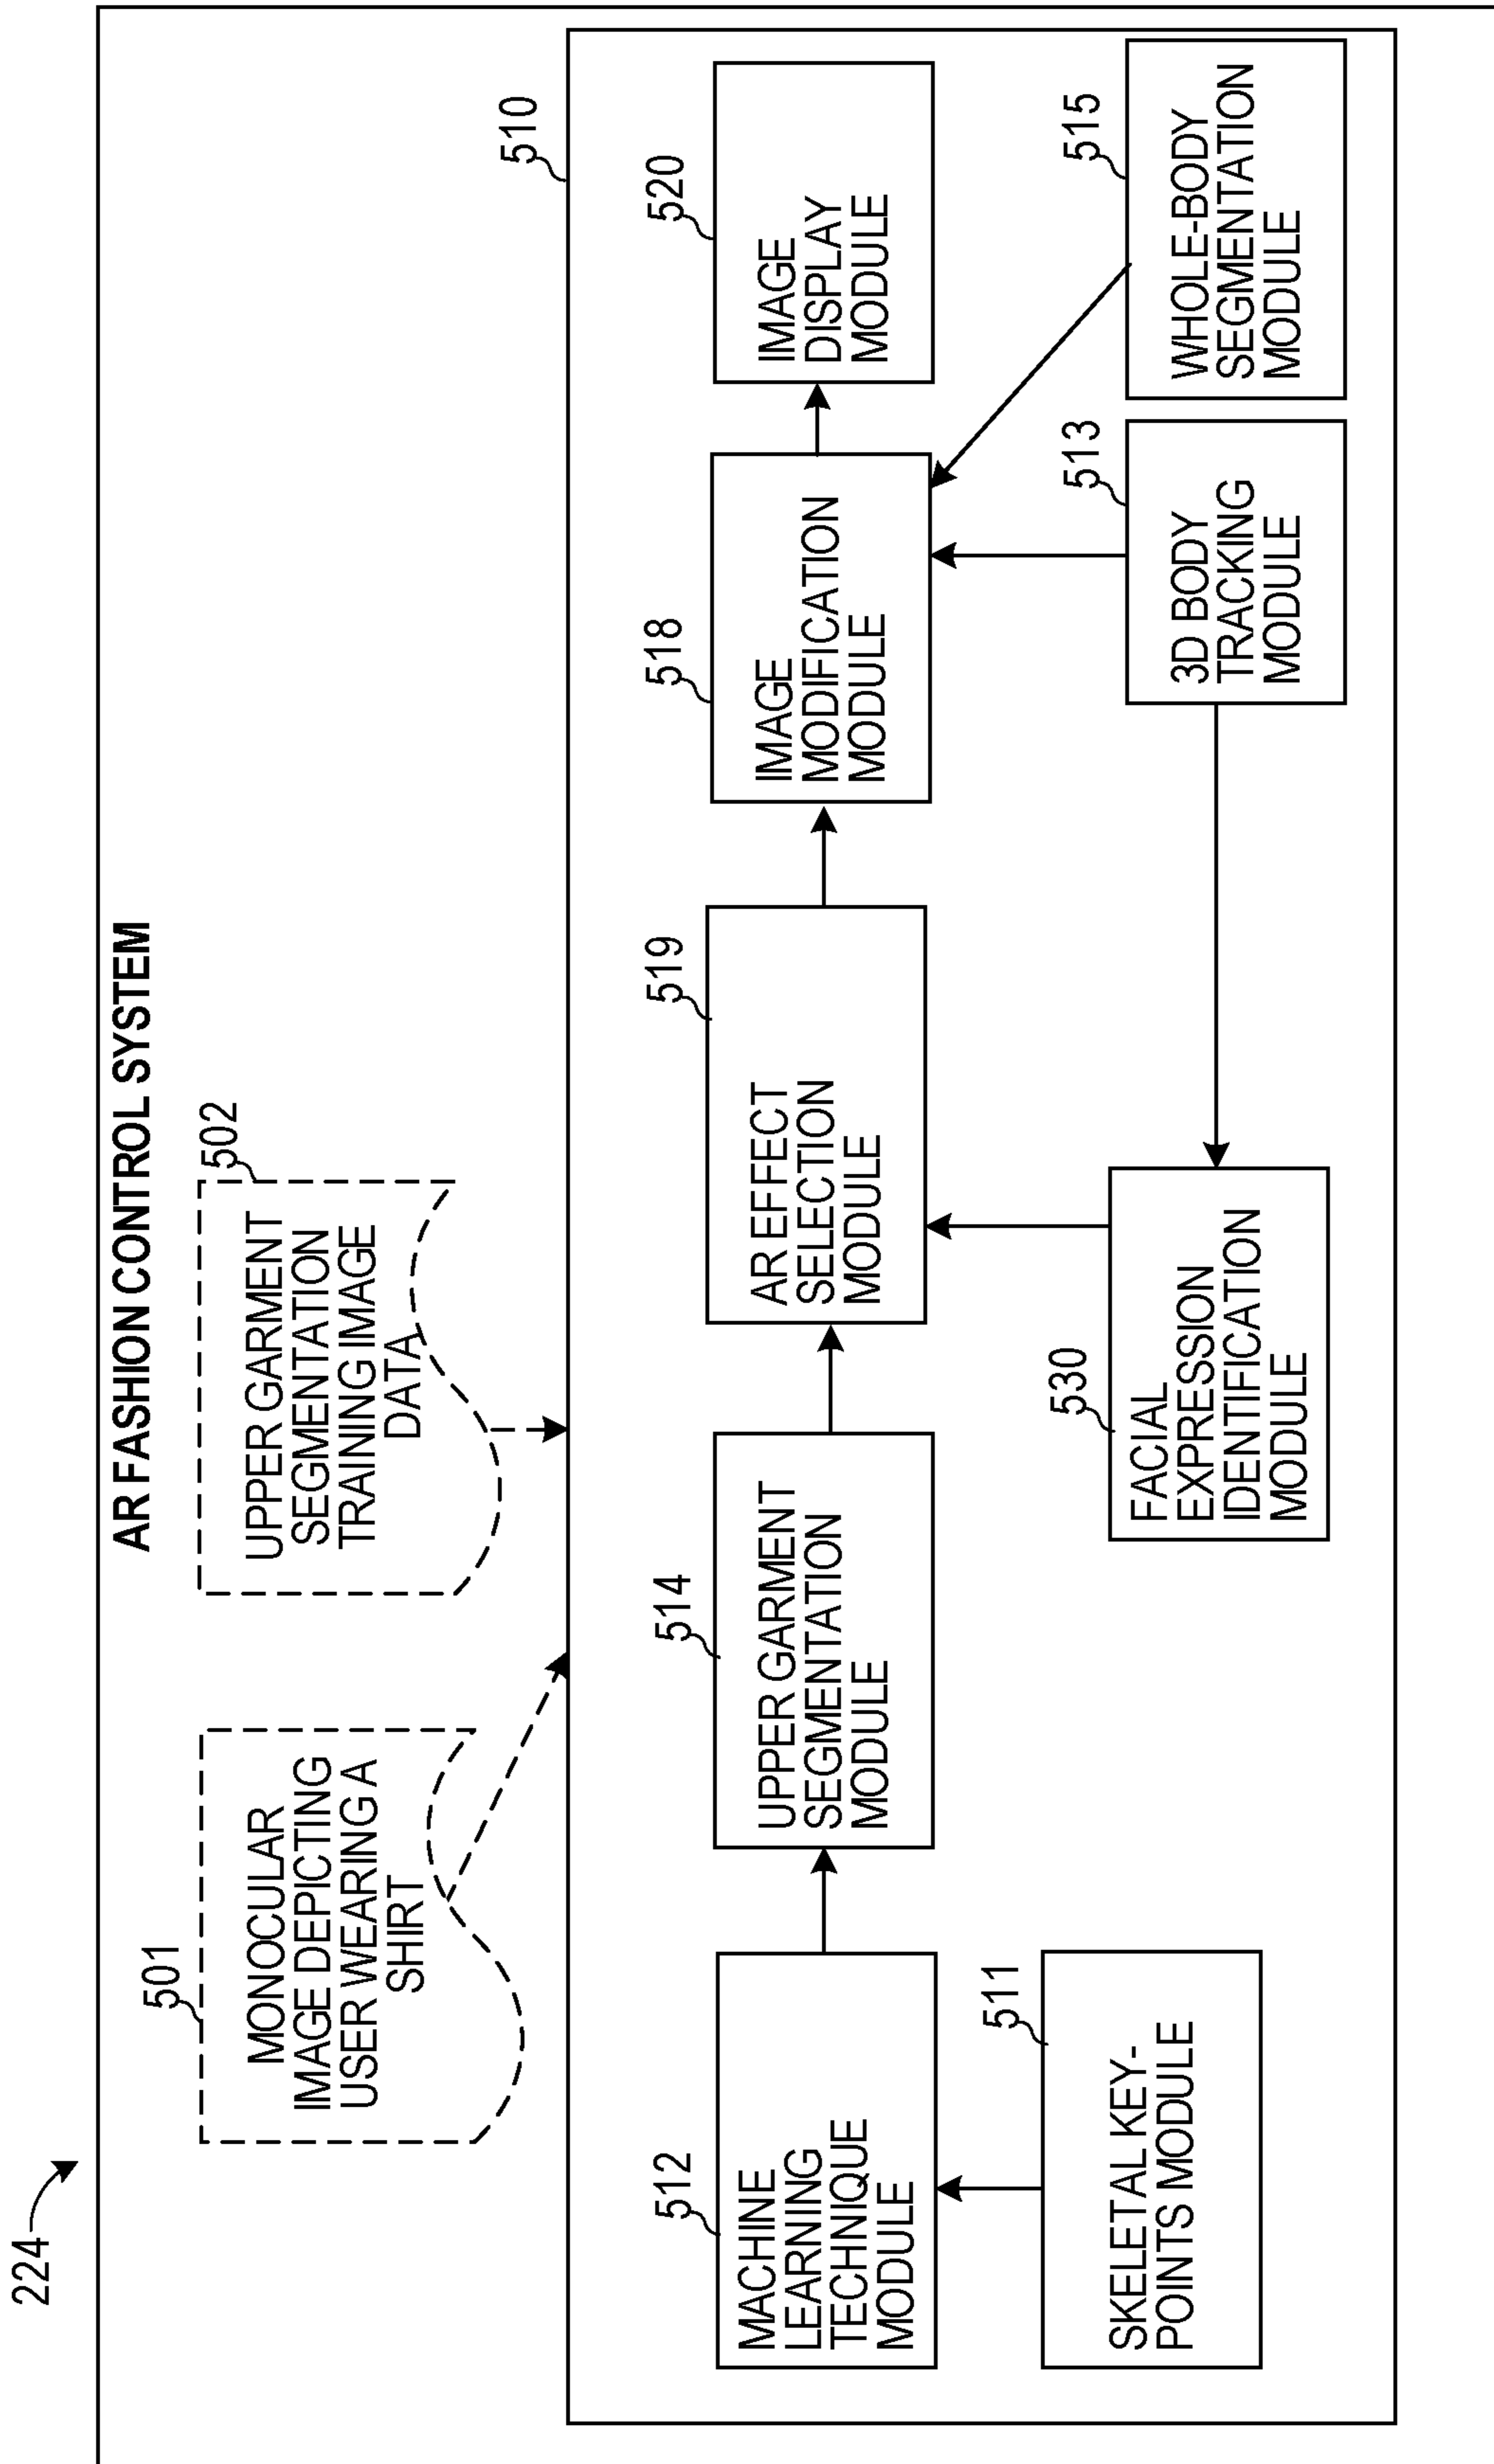 224
AR FASHION CONTROL SYSTEM
501
MONOCULAR
IMAGE DEPICTING
USER WEARING A
SHIRT
502
UPPER GARMENT
SEGMENTATION
TRAINING IMAGE
DATA
510
512
MACHINE
LEARNING
TECHNIQUE
MODULE
514
UPPER GARMENT
SEGMENTATION
MODULE
519
AR EFFECT
SELECTION
MODULE
518
IMAGE
MODIFICATION
MODULE
520
IMAGE
DISPLAY
MODULE
511
SKELETAL KEY-
POINTS MODULE
530
FACIAL
EXPRESSION
IDENTIFICATION
MODULE
513
3D BODY
TRACKING
MODULE
515
WHOLE-BODY
SEGMENTATION
MODULE